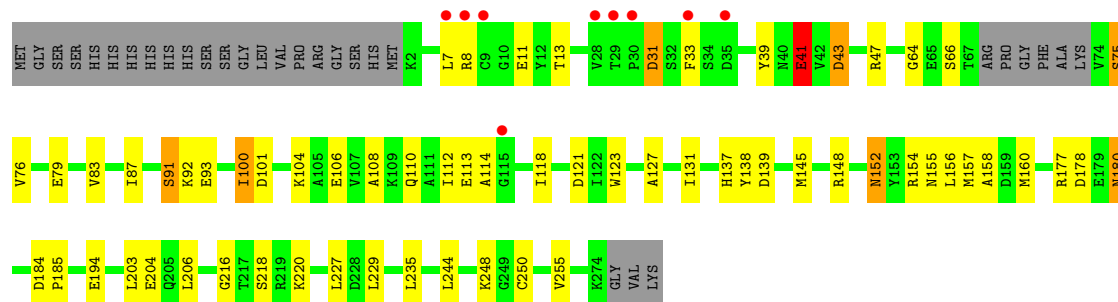 MET GLY SER SER HIS HIS HIS HIS HIS HIS SER SER GLY LEU VAL PRO ARG GLY SER HIS MET K2 L7 R8 C9 G10 E11 Y12 T13 V28 T29 P30 D31 S32 F33 S34 D35 Y39 N40 E41 V42 D43 R47 G64 E65 S66 T67 ARG PRO GLY PHE ALA LYS V74 S75
V76 E79 V83 I87 S91 K92 E93 I100 D101 K104 A105 E106 V107 A108 K109 Q110 A111 I112 E113 A114 G115 I118 D121 I122 W123 A127 I131 H137 Y138 D139 M145 R148 N152 Y153 R154 N155 L156 M157 A158 D159 M160 R177 D178 E179 N180
D184 P185 E194 L203 E204 Q205 L206 G216 T217 S218 R219 K220 L227 D228 L229 L235 L244 K248 G249 C250 V255 K274 GLY VAL LYS